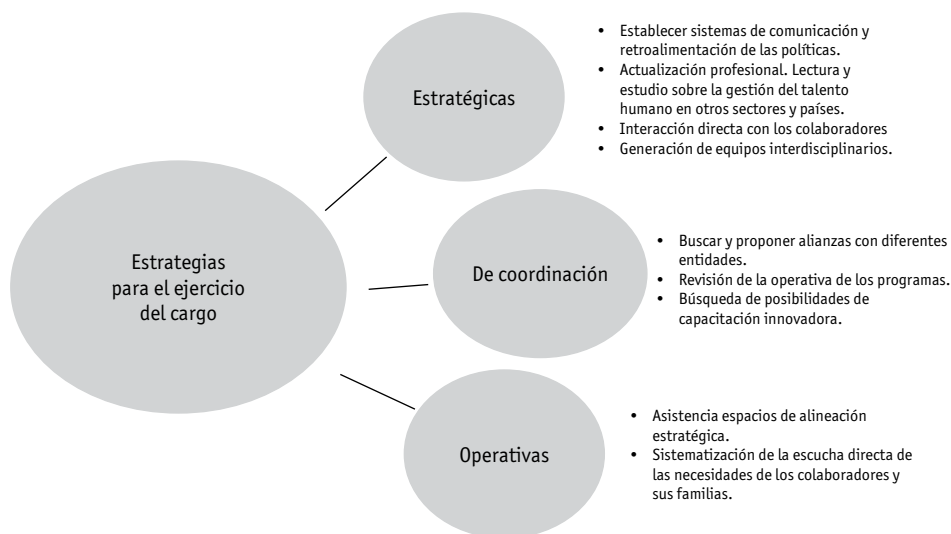 Estrategias
para el ejercicio
del cargo
Estratégicas
• Establecer sistemas de comunicación y
retroalimentación de las políticas.
• Actualización profesional. Lectura y
estudio sobre la gestión del talento
humano en otros sectores y países.
• Interacción directa con los colaboradores
• Generación de equipos interdisciplinarios.
De coordinación
• Buscar y proponer alianzas con diferentes
entidades.
• Revisión de la operativa de los programas.
• Búsqueda de posibilidades de
capacitación innovadora.
Operativas
• Asistencia espacios de alineación
estratégica.
• Sistematización de la escucha directa de
las necesidades de los colaboradores y
sus familias.